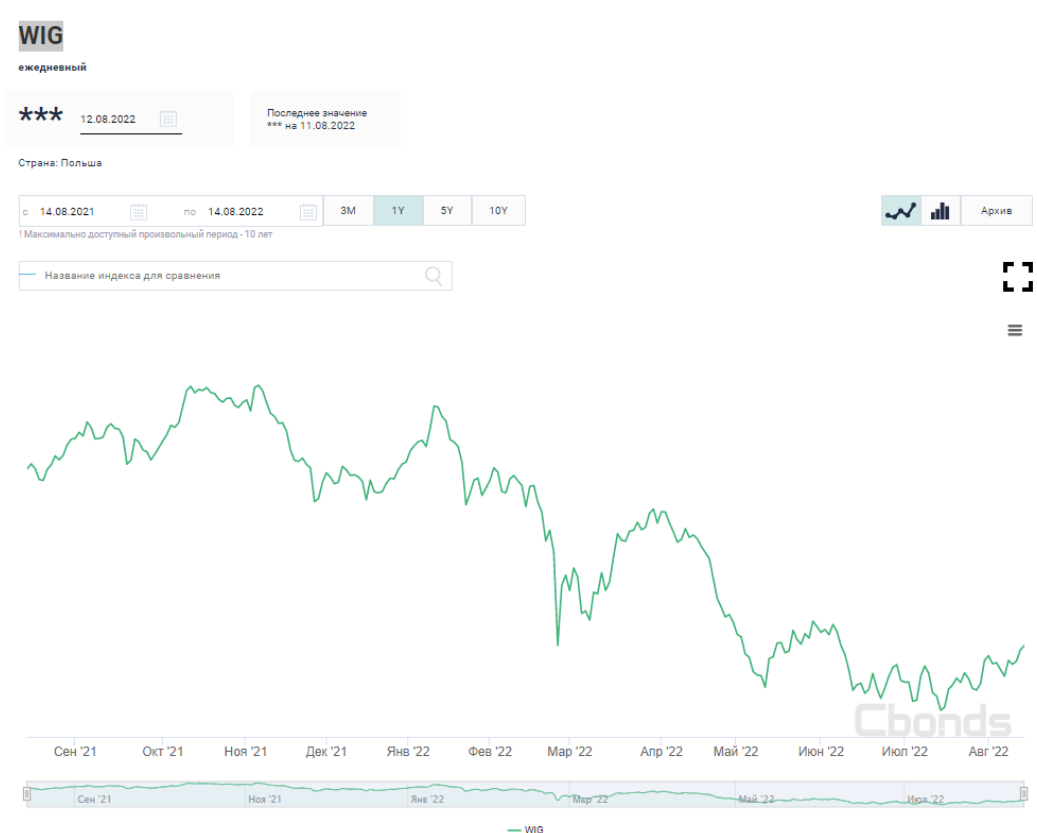 WIG
ежедневный
*** 12.08.2022
Последнее значение
*** на 11.08.2022
Страна: Польша
с 14.08.2021 по 14.08.2022 3M 1Y 5Y 10Y Архив
! Максимально доступный произвольный период - 10 лет
Название индекса для сравнения
Cbonds
Сен '21 Окт '21 Ноя '21 Дек '21 Янв '22 Фев '22 Мар '22 Апр '22 Май '22 Июн '22 Июл '22 Авг '22
Сен '21 Ноя '21 Янв '22 Мар '22 Май '22 Июл '22
WIG